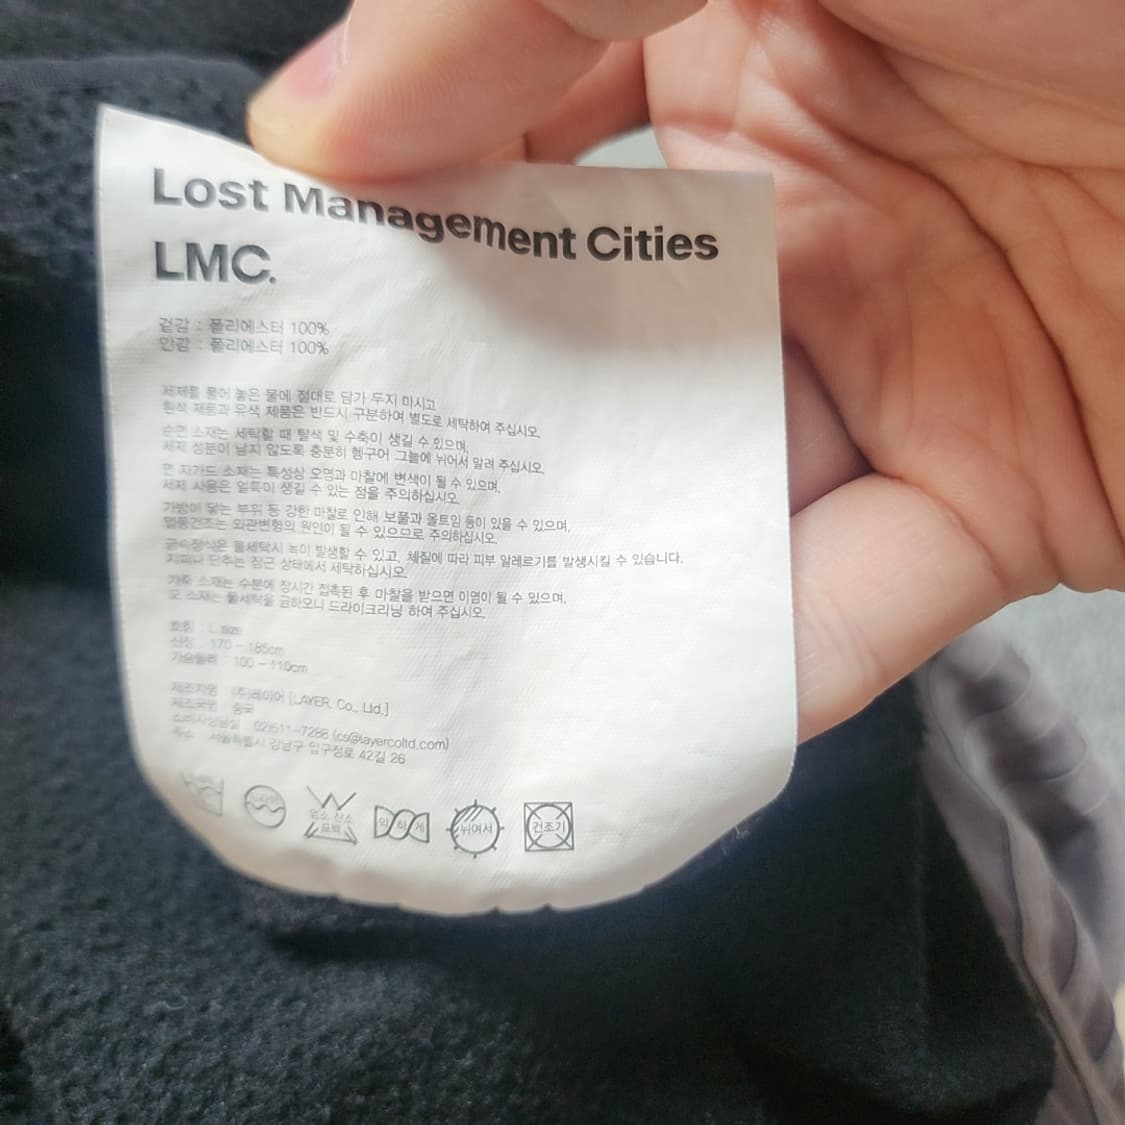 Lost Management Cities
LMC.
겉감 : 폴리에스터 100%
안감 : 폴리에스터 100%
세제를 풀어 놓은 물에 절대로 담가 두지 마시고
흰색 제품과 유색 제품은 반드시 구분하여 별도로 세탁하여 주십시오.
순면 소재는 세탁할 때 탈색 및 수축이 생길 수 있으며,
세제 성분이 남지 않도록 충분히 헹구어 그늘에 뉘어서 말려 주십시오.
면 자가드 소재는 특성상 오염과 마찰에 변색이 될 수 있으며,
세제 사용은 얼룩이 생길 수 있는 점을 주의하십시오.
가방이 닿는 부위 등 강한 마찰로 인해 보풀과 올트임 등이 있을 수 있으며,
열풍건조는 외관변형의 원인이 될 수 있으므로 주의하십시오.
금속장식은 물세탁시 녹이 발생할 수 있고, 체질에 따라 피부 알레르기를 발생시킬 수 있습니다.
지퍼나 단추는 잠근 상태에서 세탁하십시오.
가죽 소재는 수분에 장시간 접촉된 후 마찰을 받으면 이염이 될 수 있으며,
모 소재는 물세탁을 금하오니 드라이크리닝 하여 주십시오.
호칭 : L size
신장 : 170 - 185cm
가슴둘레 : 100 - 110cm
제조자명 (주)레이어 [LAYER. Co., Ltd.]
제조국명 중국
소비자상담실 02)511-7288 (cs@layercoltd.com)
주소 서울특별시 강남구 압구정로 42길 26
염소 산소
표백
약하게
뉘여서
건조기